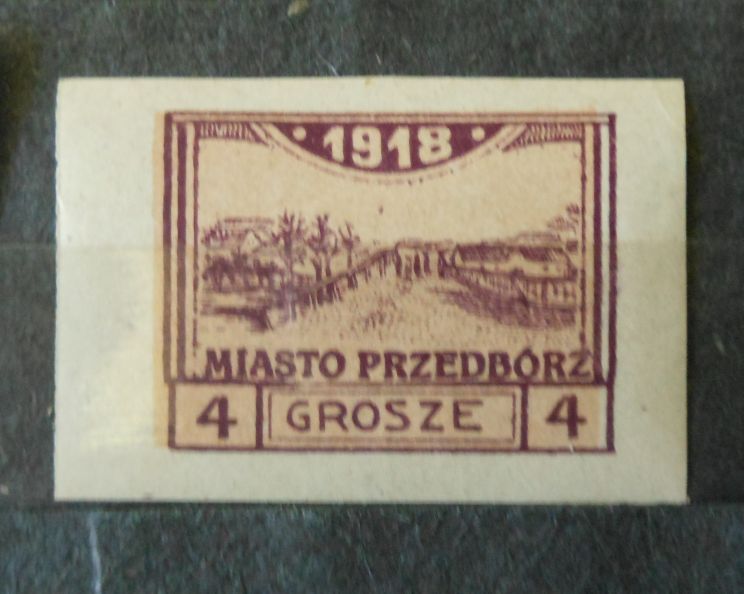 · 1918 ·
MIASTO PRZEDBÓRZ
4 GROSZE 4